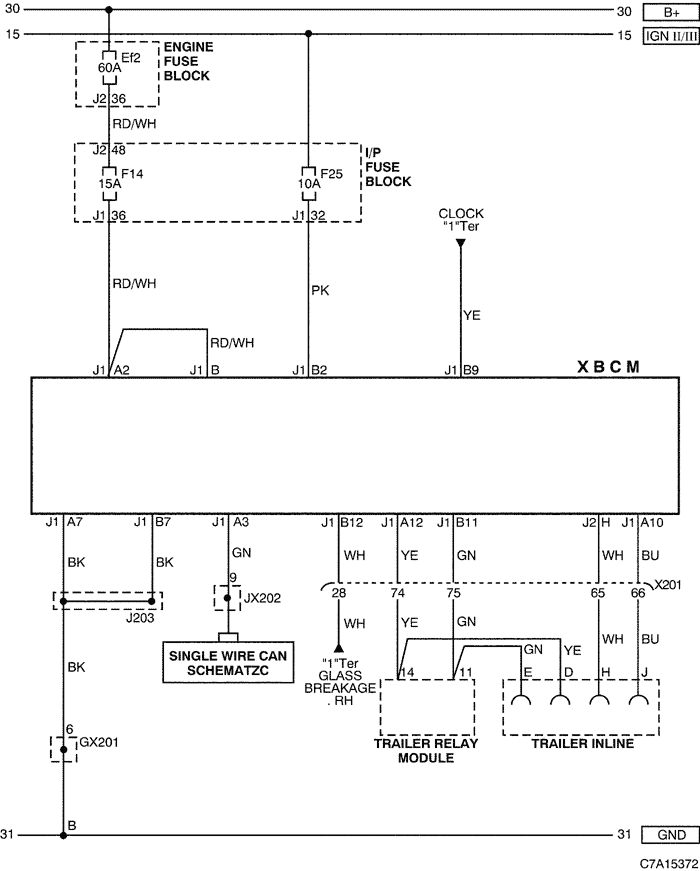 30 30 B+
15 15 IGN II/III
ENGINE
FUSE
BLOCK
Ef2
60A
J2 36
RD/WH
J2 48
I/P
FUSE
BLOCK
F14
15A
F25
10A
J1 36
J1 32
CLOCK
"1"Ter
RD/WH
PK
YE
RD/WH
XBCM
J1 A2
J1 B
J1 B2
J1 B9
J1 A7
J1 B7
J1 A3
J1 B12
J1 A12
J1 B11
J2 H
J1 A10
BK
BK
GN
WH
YE
GN
WH
BU
9
JX202
X201
28
74
75
65
66
J203
WH
YE
GN
WH
BU
SINGLE WIRE CAN
SCHEMATZC
GN
YE
BK
"1"Ter
GLASS
BREAKAGE
. RH
14
11
E
D
H
J
6
GX201
TRAILER RELAY
MODULE
TRAILER INLINE
B
31 31 GND
C7A15372